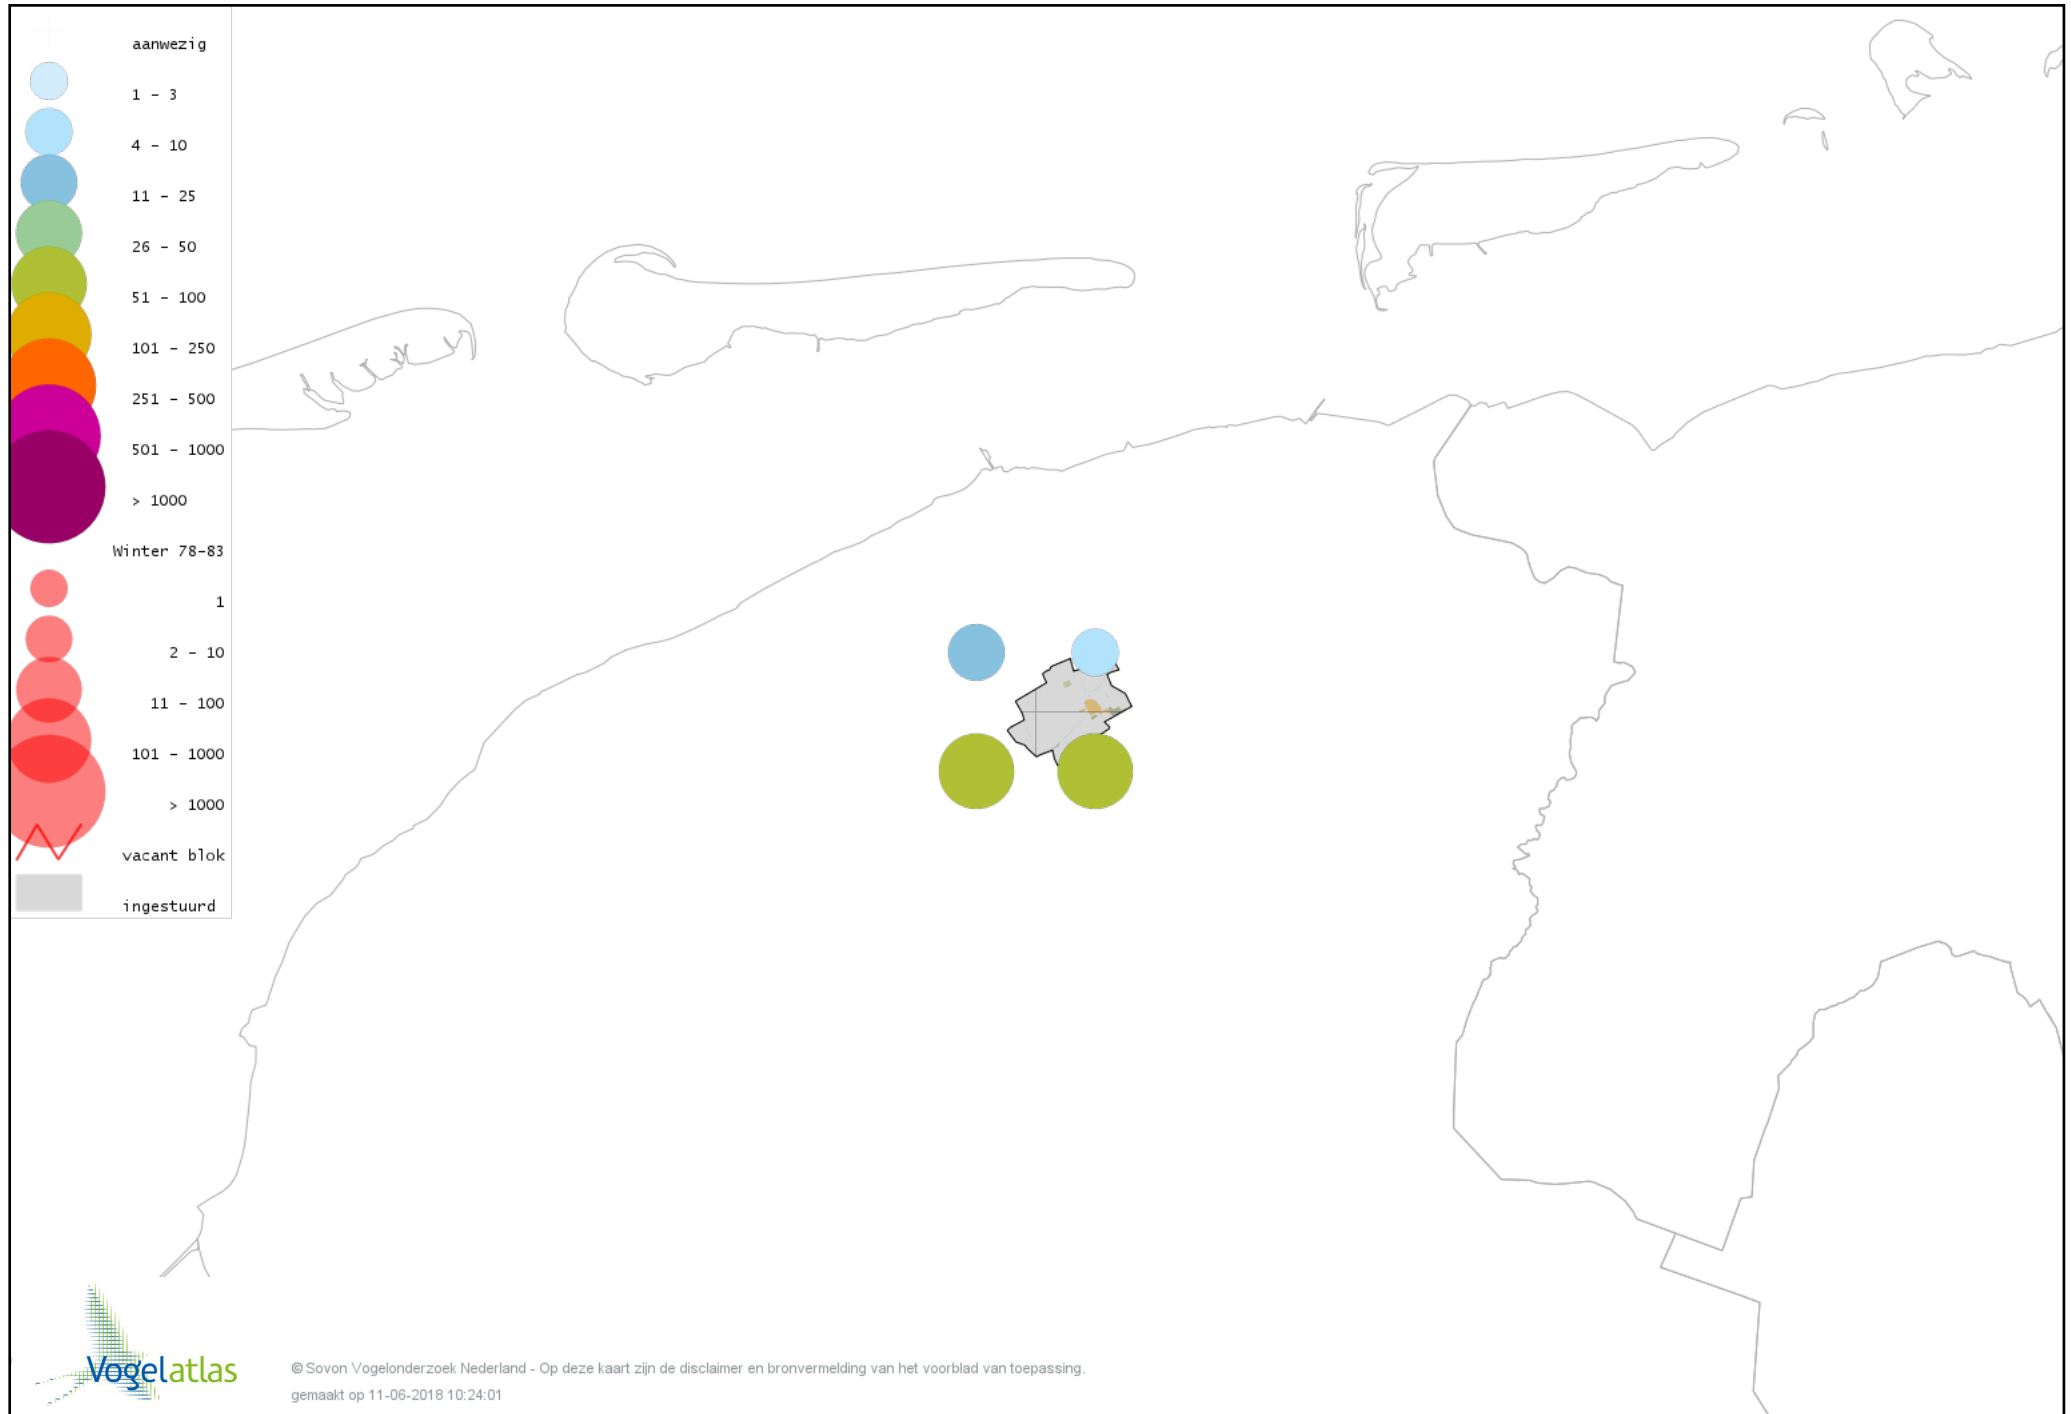 aanwezig
1 - 3
4 - 10
11 - 25
26 - 50
51 - 100
101 - 250
251 - 500
501 - 1000
> 1000
Winter 78-83
1
2 - 10
11 - 100
101 - 1000
> 1000
vacant blok
ingestuurd
Vogelatlas
© Sovon Vogelonderzoek Nederland - Op deze kaart zijn de disclaimer en bronvermelding van het voorblad van toepassing.
gemaakt op 11-06-2018 10:24:01